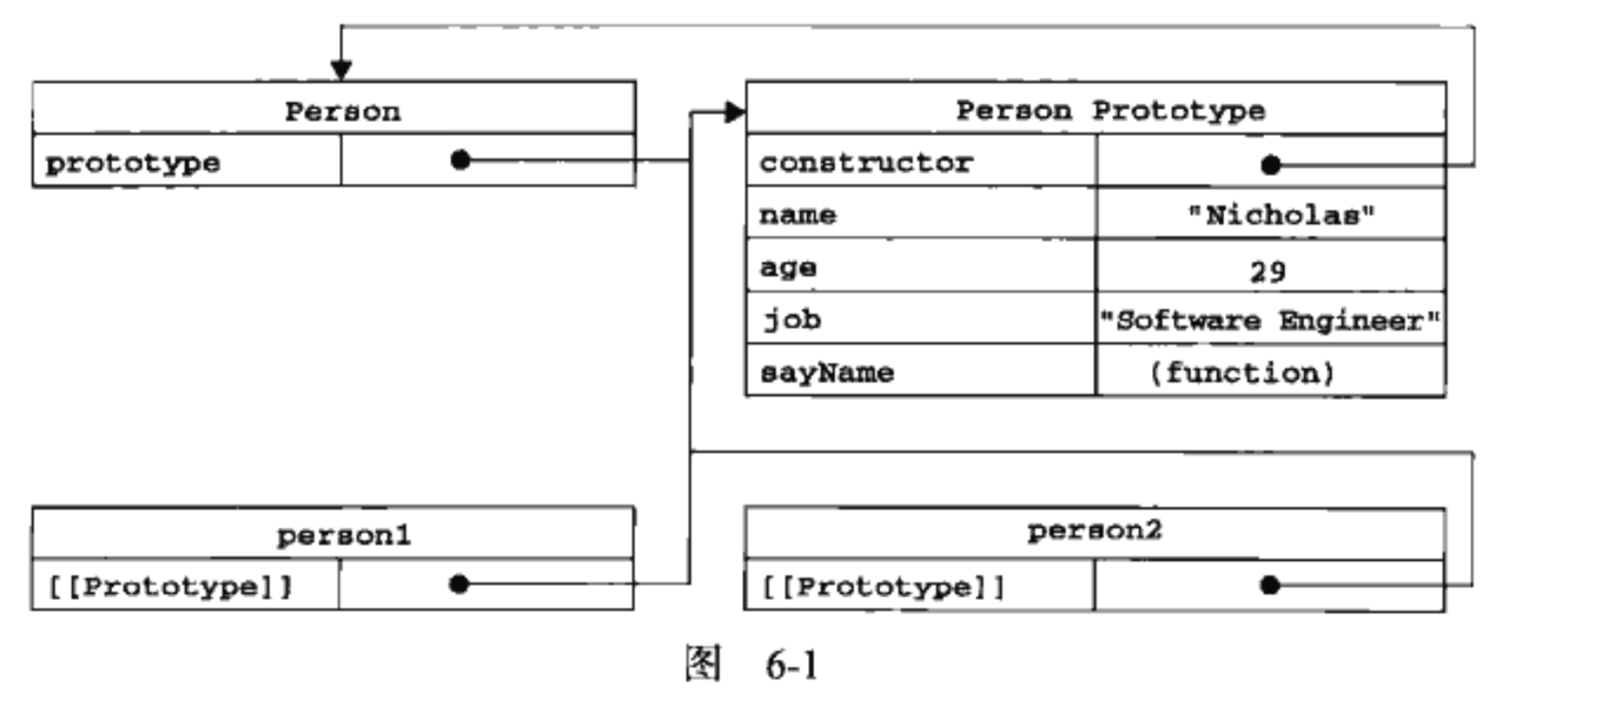 Person
prototype
Person Prototype
constructor
name "Nicholas"
age 29
job "Software Engineer"
sayName (function)
person1
[[Prototype]]
person2
[[Prototype]]
图 6-1